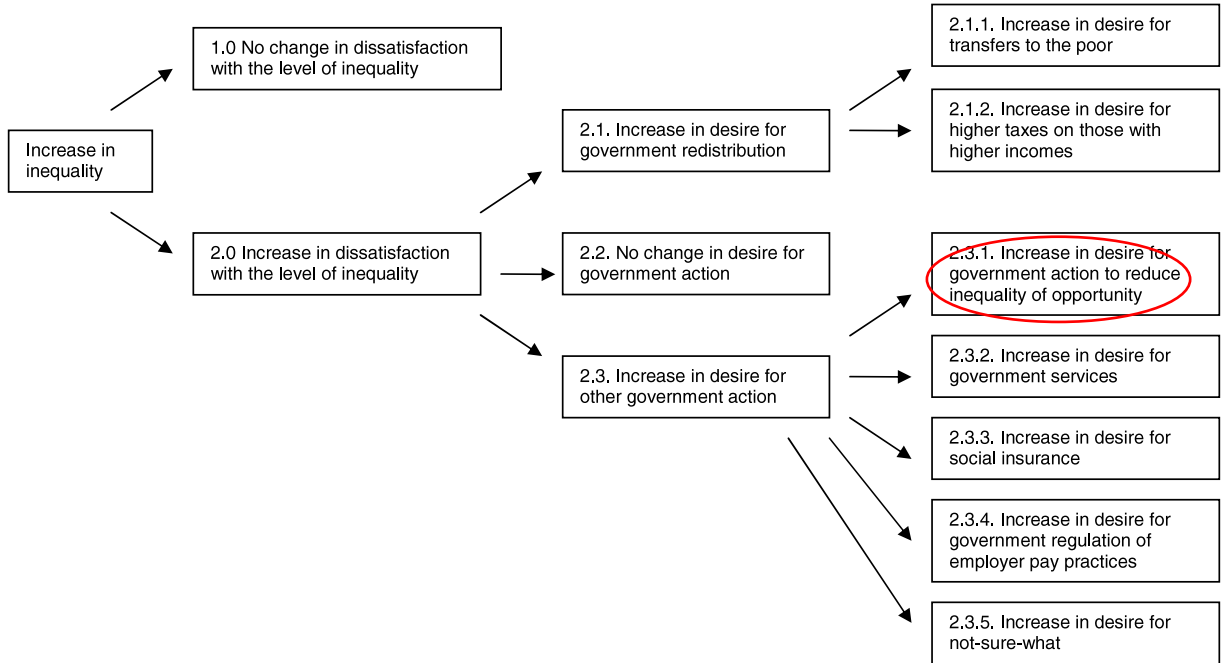 Increase in
inequality
1.0 No change in dissatisfaction
with the level of inequality
2.0 Increase in dissatisfaction
with the level of inequality
2.1. Increase in desire for
government redistribution
2.2. No change in desire for
government action
2.3. Increase in desire for
other government action
2.1.1. Increase in desire for
transfers to the poor
2.1.2. Increase in desire for
higher taxes on those with
higher incomes
2.3.1. Increase in desire for
government action to reduce
inequality of opportunity
2.3.2. Increase in desire for
government services
2.3.3. Increase in desire for
social insurance
2.3.4. Increase in desire for
government regulation of
employer pay practices
2.3.5. Increase in desire for
not-sure-what